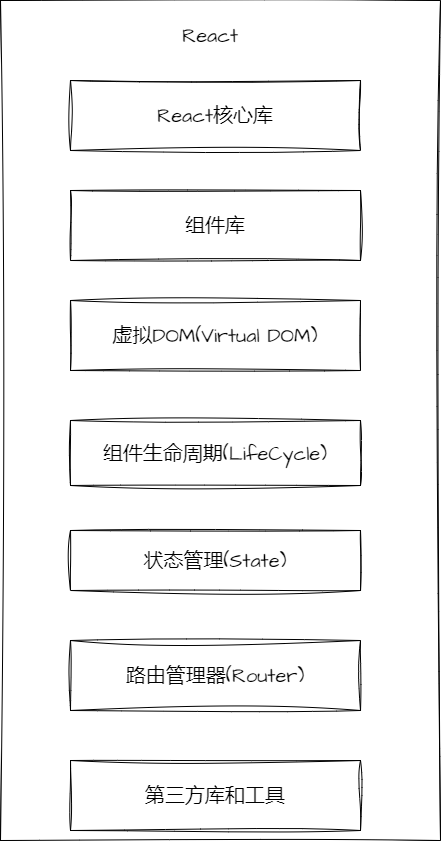 React
React核心库
组件库
虚拟DOM(Virtual DOM)
组件生命周期(LifeCycle)
状态管理(State)
路由管理器(Router)
第三方库和工具